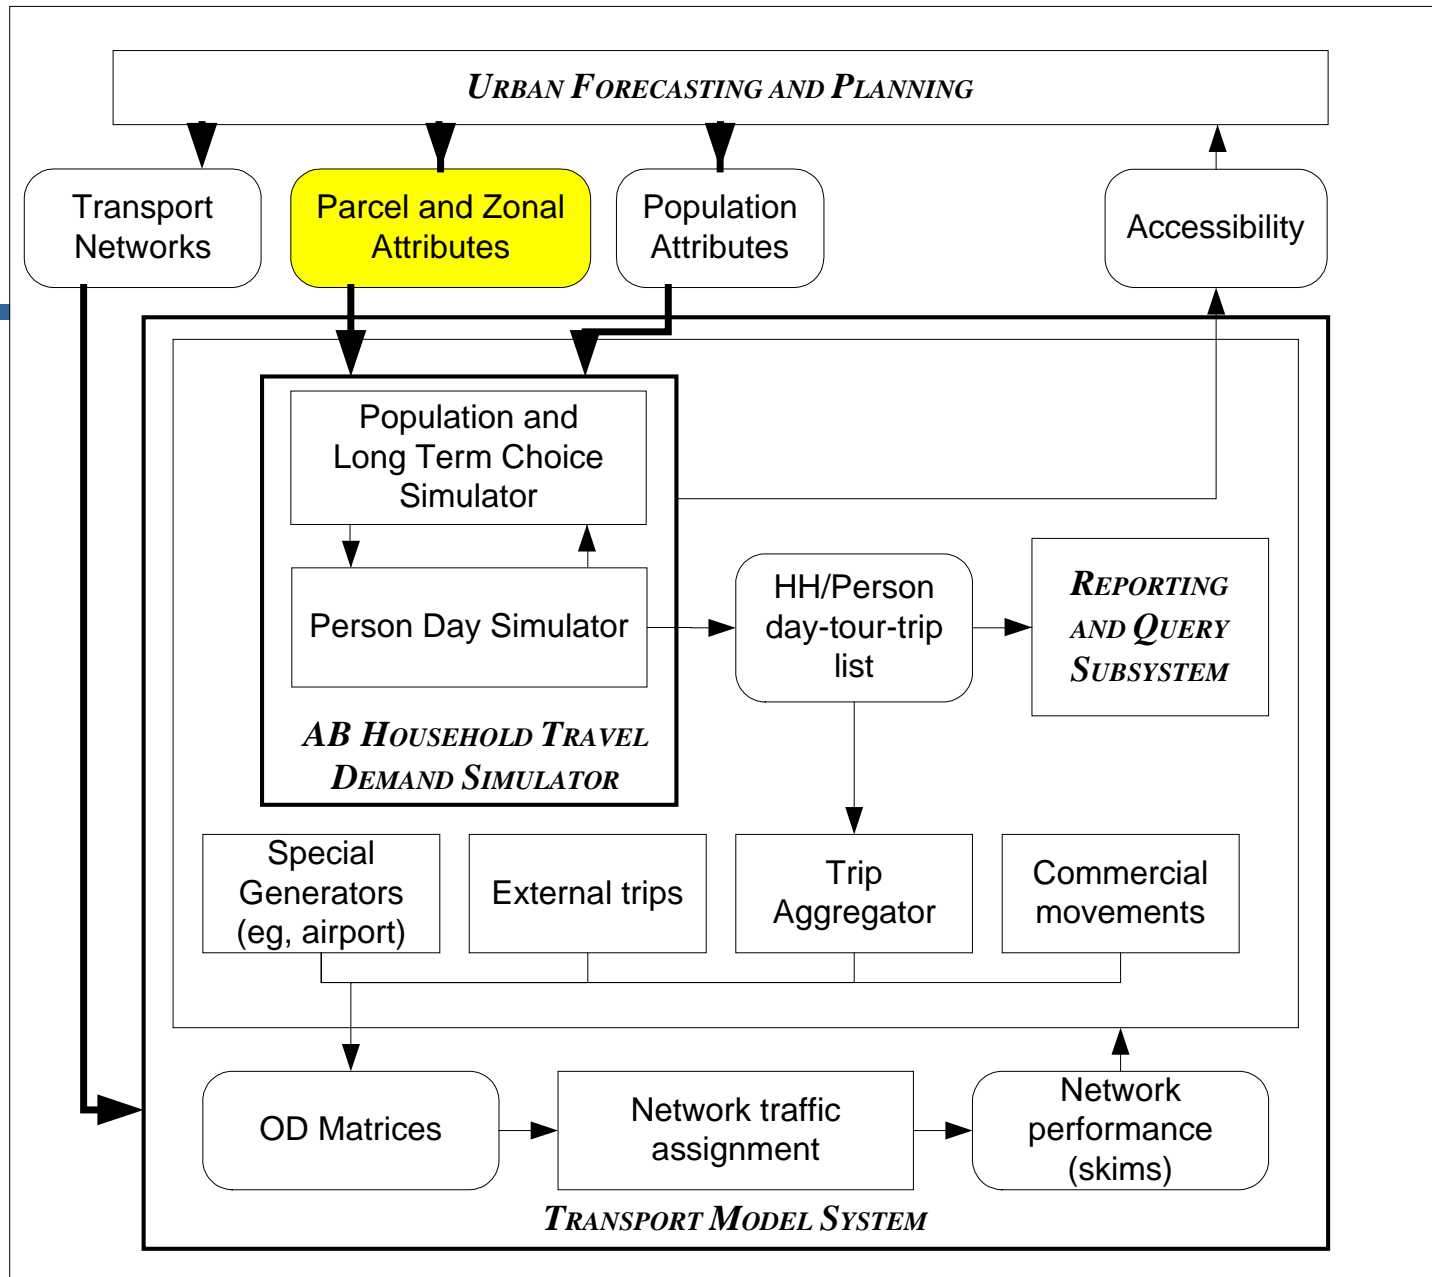 URBAN FORECASTING AND PLANNING
Transport
Networks
Parcel and Zonal
Attributes
Population
Attributes
Accessibility
Population and
Long Term Choice
Simulator
Person Day Simulator
AB HOUSEHOLD TRAVEL
DEMAND SIMULATOR
HH/Person
day-tour-trip
list
REPORTING
AND QUERY
SUBSYSTEM
Special
Generators
(eg, airport)
External trips
Trip
Aggregator
Commercial
movements
OD Matrices
Network traffic
assignment
Network
performance
(skims)
TRANSPORT MODEL SYSTEM